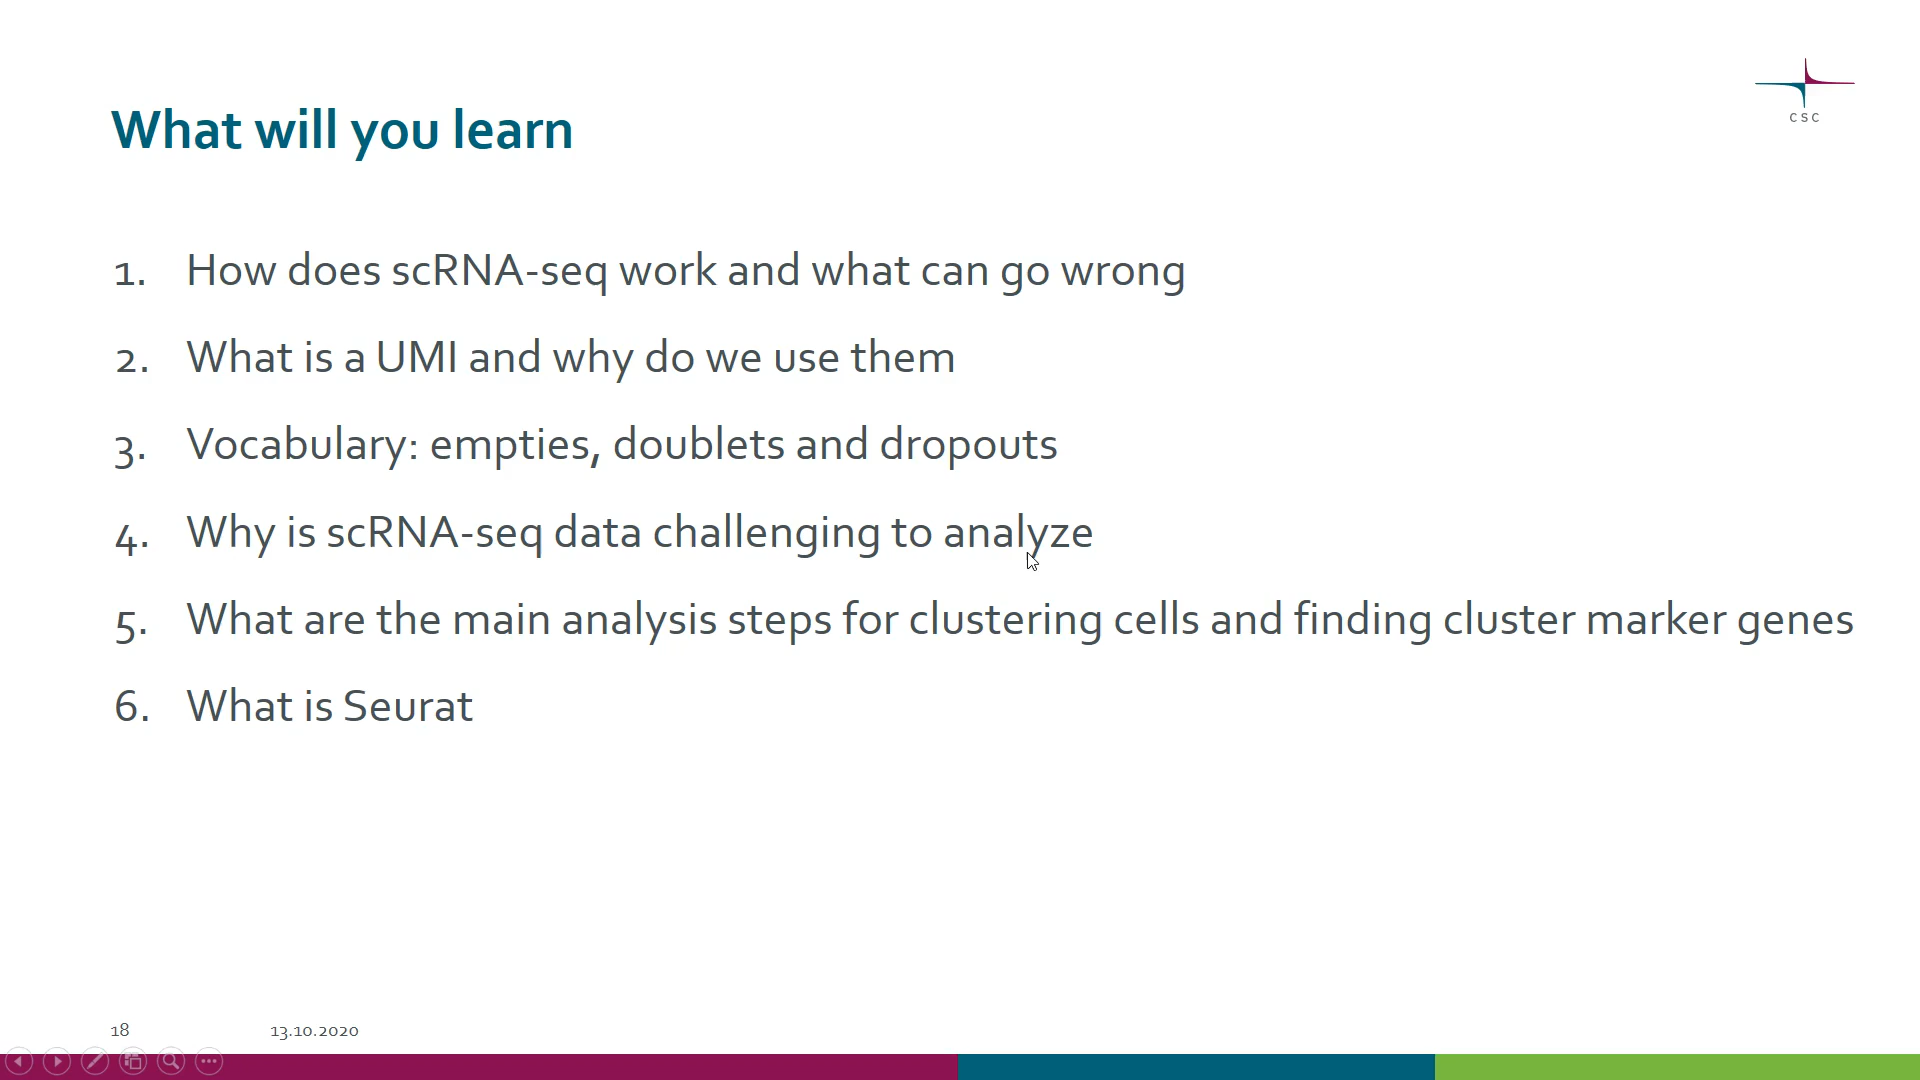 CSC
What will you learn
1. How does scRNA-seq work and what can go wrong
2. What is a UMI and why do we use them
3. Vocabulary: empties, doublets and dropouts
4. Why is scRNA-seq data challenging to analyze
5. What are the main analysis steps for clustering cells and finding cluster marker genes
6. What is Seurat
18 13.10.2020